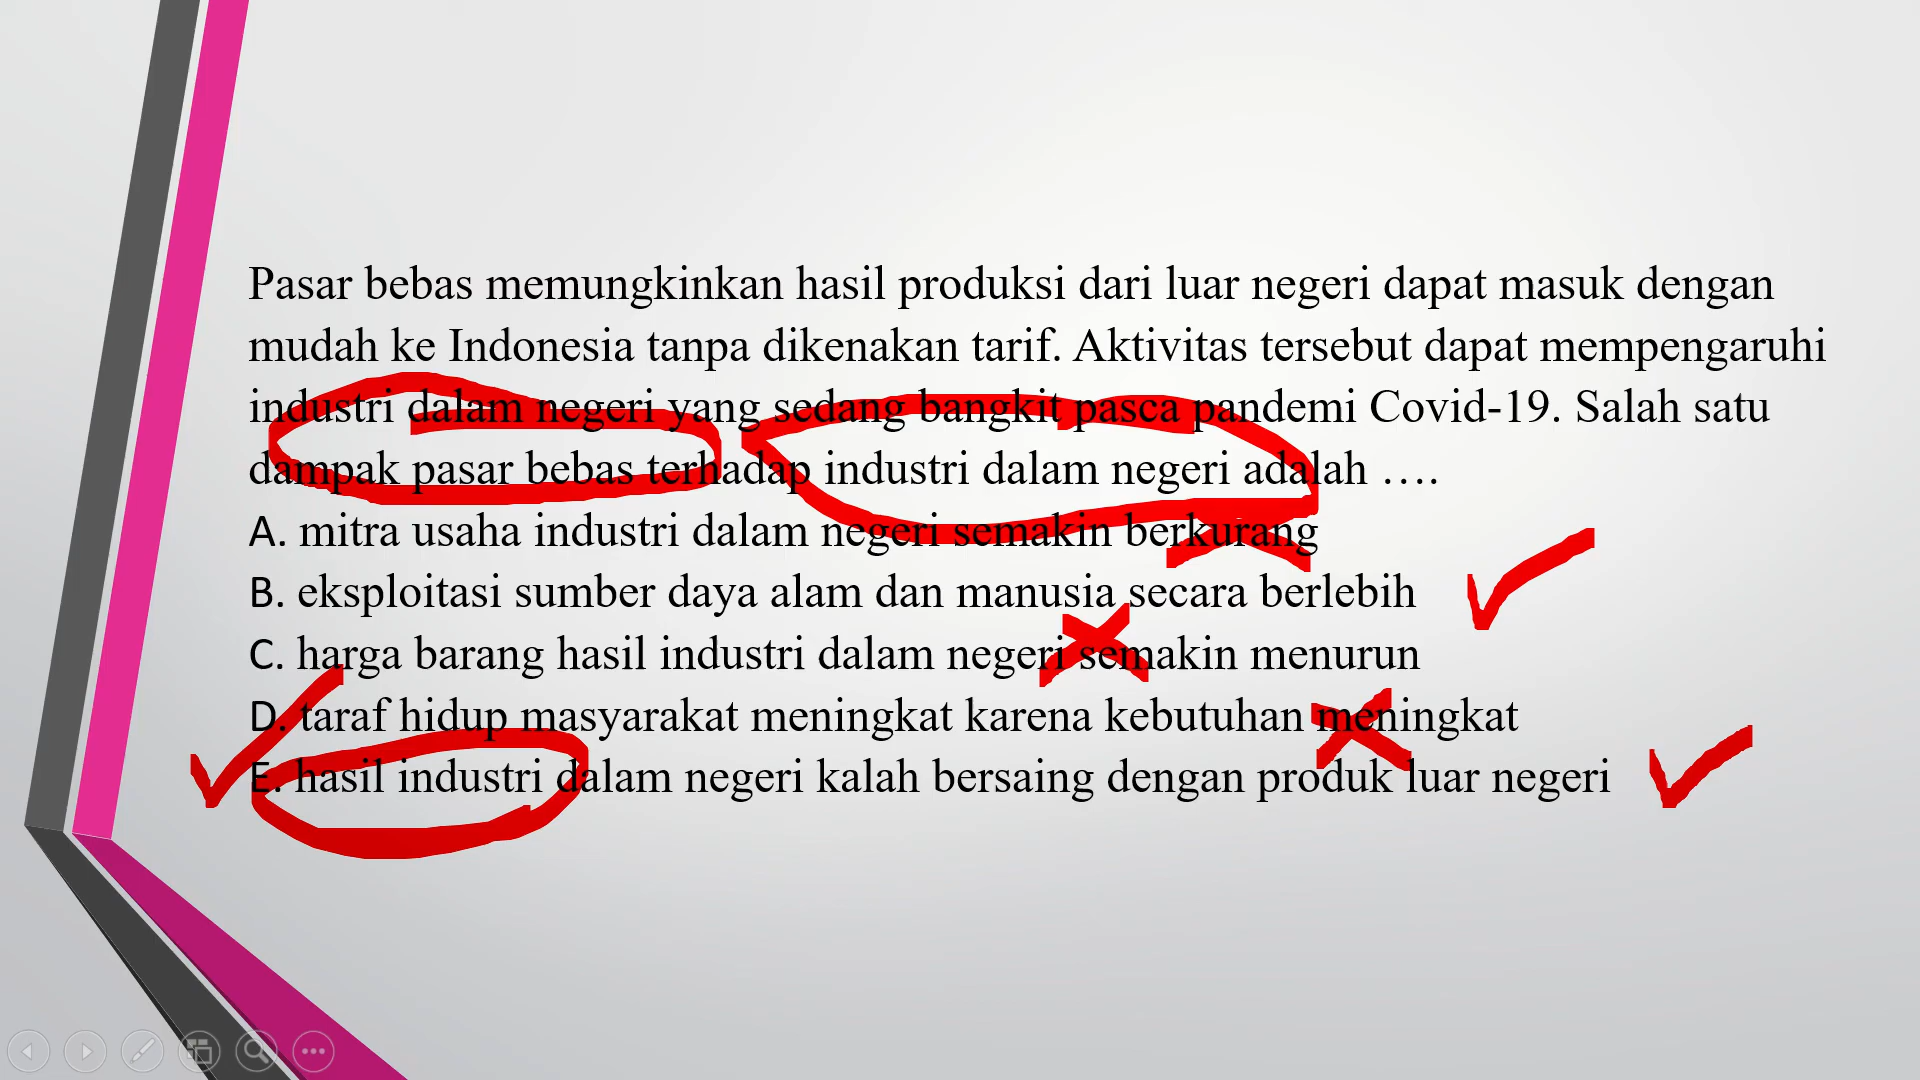 Pasar bebas memungkinkan hasil produksi dari luar negeri dapat masuk dengan
mudah ke Indonesia tanpa dikenakan tarif. Aktivitas tersebut dapat mempengaruhi
industri dalam negeri yang sedang bangkit pasca pandemi Covid-19. Salah satu
dampak pasar bebas terhadap industri dalam negeri adalah ….
A. mitra usaha industri dalam negeri semakin berkurang
B. eksploitasi sumber daya alam dan manusia secara berlebih
C. harga barang hasil industri dalam negeri semakin menurun
D. taraf hidup masyarakat meningkat karena kebutuhan meningkat
E. hasil industri dalam negeri kalah bersaing dengan produk luar negeri